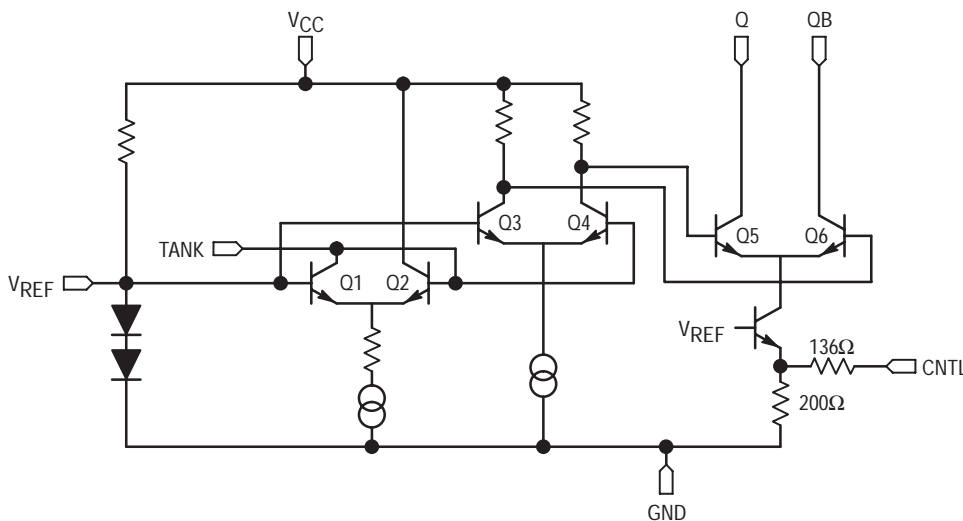 VCC
Q
QB
Q3
Q4
Q5
Q6
TANK
VREF
Q1
Q2
VREF
136Ω
CNTL
200Ω
GND